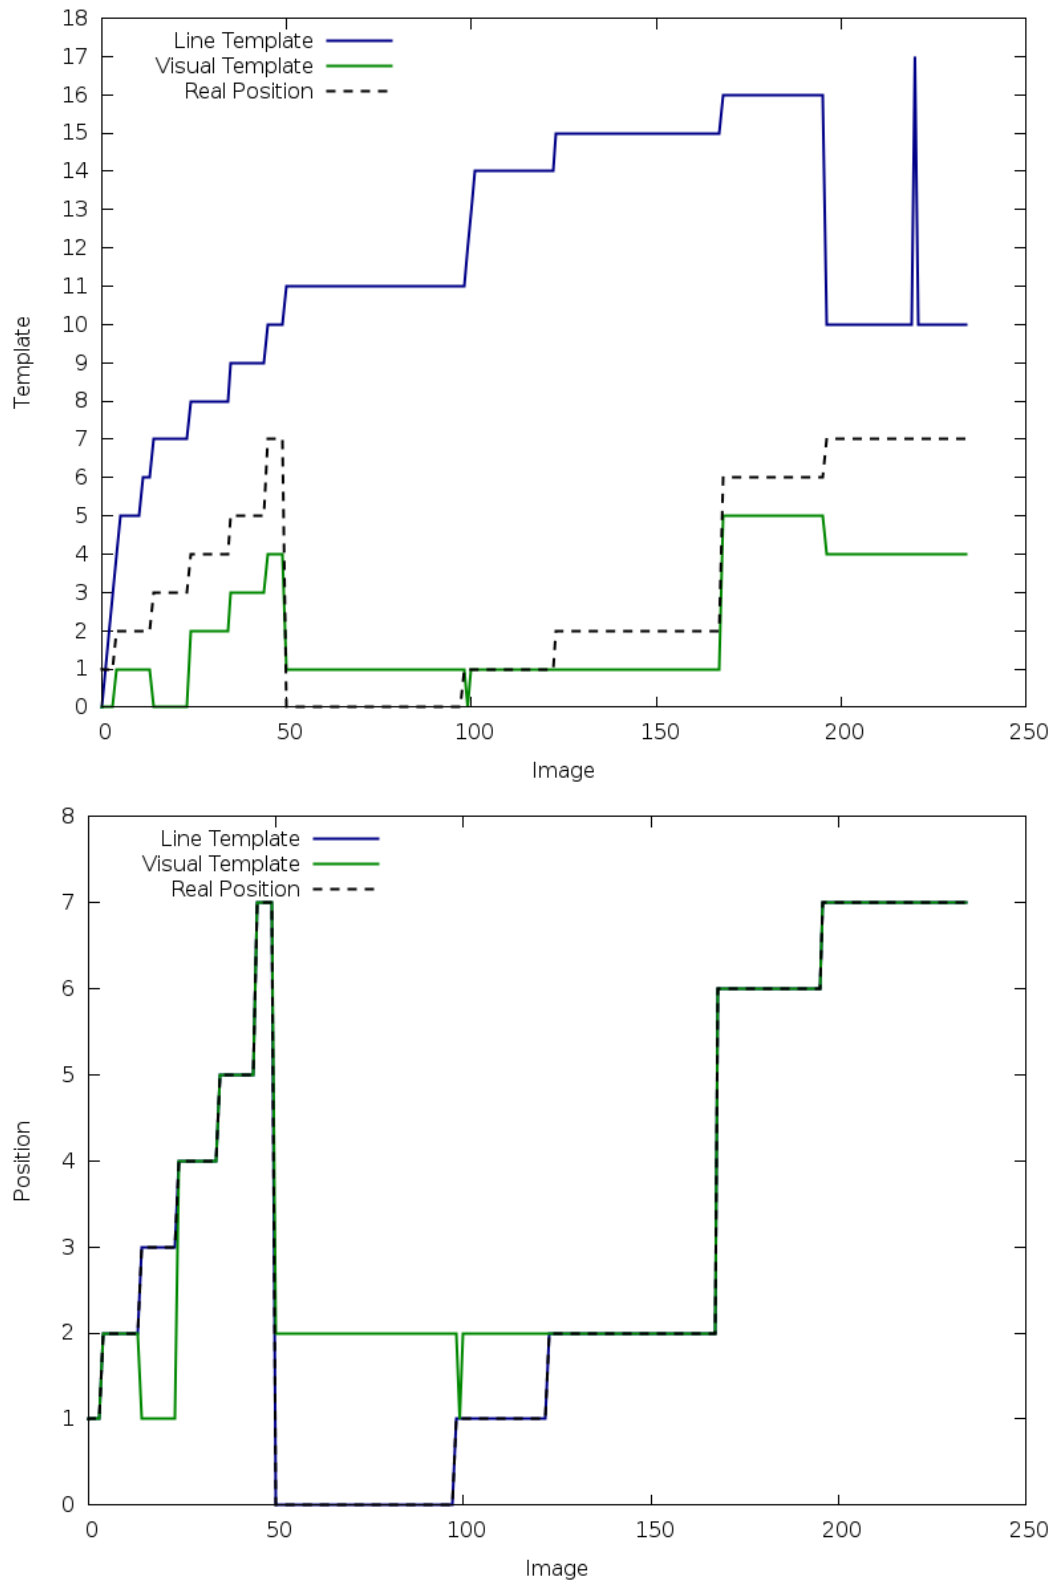 18
17
16
15
14
13
12
11
10
9
8
7
6
5
4
3
2
1
0
Template
Line Template
Visual Template
Real Position
0 50 100 150 200 250
Image
8
7
6
5
4
3
2
1
0
Position
Line Template
Visual Template
Real Position
0 50 100 150 200 250
Image